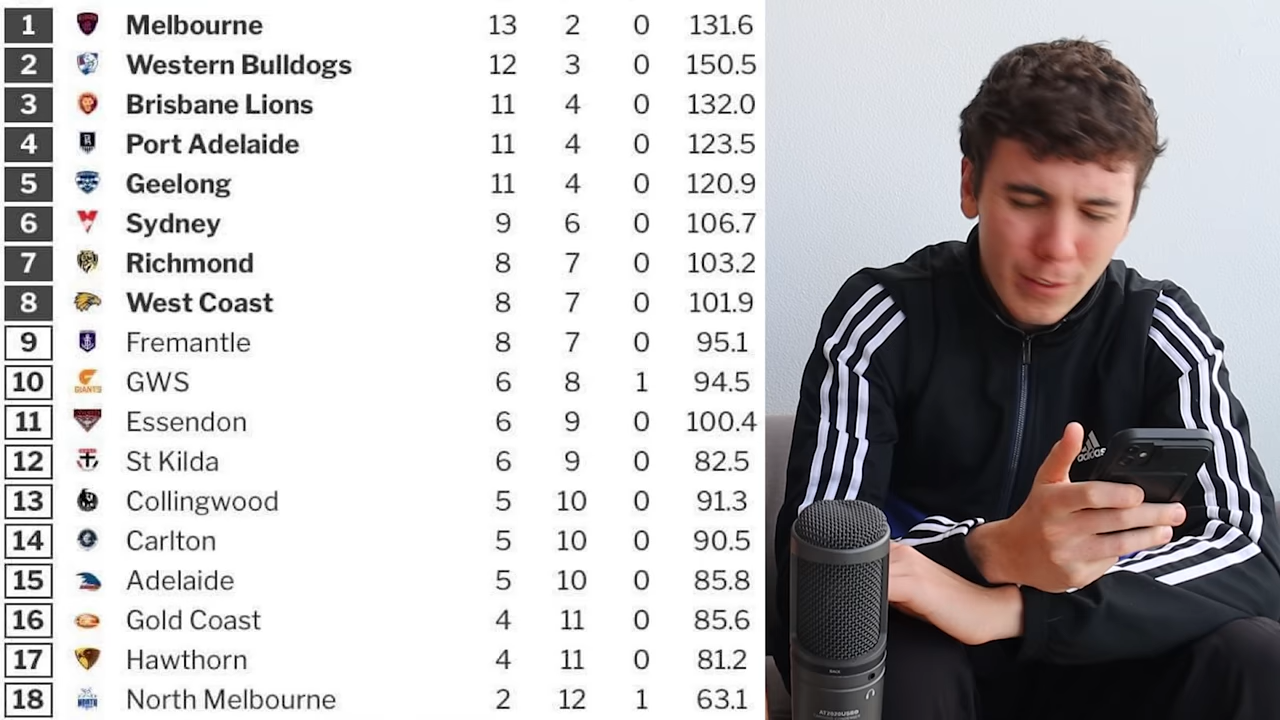 1 Melbourne 13 2 0 131.6
2 Western Bulldogs 12 3 0 150.5
3 Brisbane Lions 11 4 0 132.0
4 Port Adelaide 11 4 0 123.5
5 Geelong 11 4 0 120.9
6 Sydney 9 6 0 106.7
7 Richmond 8 7 0 103.2
8 West Coast 8 7 0 101.9
9 Fremantle 8 7 0 95.1
10 GIANTS GWS 6 8 1 94.5
11 Essendon 6 9 0 100.4
12 St Kilda 6 9 0 82.5
13 Collingwood 5 10 0 91.3
14 Carlton 5 10 0 90.5
15 Adelaide 5 10 0 85.8
16 Gold Coast 4 11 0 85.6
17 Hawthorn 4 11 0 81.2
18 NORTH North Melbourne 2 12 1 63.1
adidas